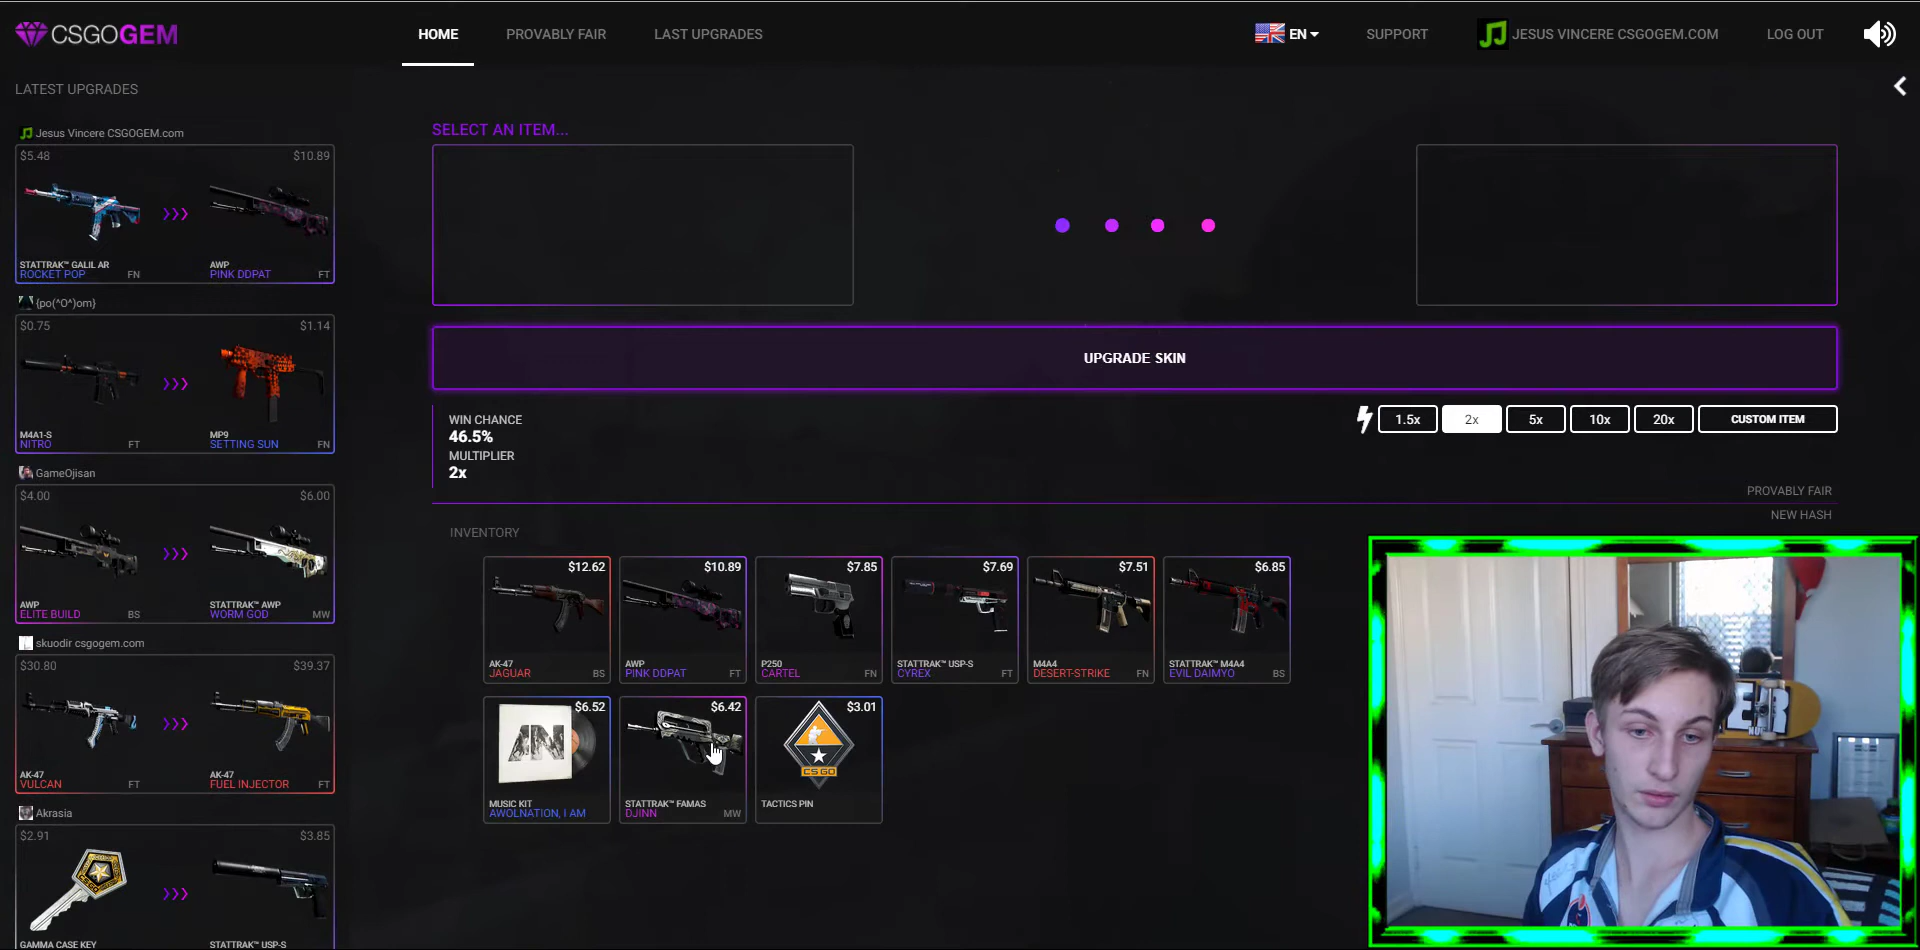 CSGOGEM
HOME
PROVABLY FAIR
LAST UPGRADES
EN
SUPPORT
JESUS VINCERE CSGOGEM.COM
LOG OUT
LATEST UPGRADES
SELECT AN ITEM...
Jesus Vincere CSGOGEM.com
$5.48 $10.89
STATTRAK™ GALIL AR AWP
ROCKET POP FN PINK DDPAT FT
{po(^O^)om}
$0.75 $1.14
M4A1-S MP9
NITRO FT SETTING SUN FN
GameOjisan
$4.00 $6.00
AWP STATTRAK™ AWP
ELITE BUILD BS WORM GOD MW
skuodir csgogem.com
$30.80 $39.37
AK-47 AK-47
VULCAN FT FUEL INJECTOR FT
Akrasia
$2.91 $3.85
CSGO
GAMMA CASE KEY STATTRAK™ USP-S
UPGRADE SKIN
WIN CHANCE
46.5%
MULTIPLIER
2x
1.5x 2x 5x 10x 20x CUSTOM ITEM
PROVABLY FAIR
NEW HASH
INVENTORY
$12.62 $10.89 $7.85 $7.69 $7.51 $6.85
AK-47 AWP P250 STATTRAK™ USP-S M4A4 STATTRAK™ M4A4
JAGUAR BS PINK DDPAT FT CARTEL FN CYREX FT DESERT-STRIKE FN EVIL DAIMYO BS
$6.52 $6.42 $3.01
AN
CS GO
MUSIC KIT STATTRAK™ FAMAS TACTICS PIN
AWOLNATION, I AM DJINN MW